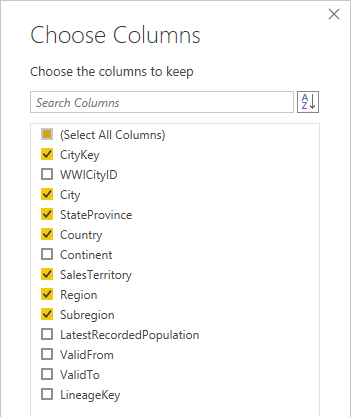 Choose Columns
Choose the columns to keep
Search Columns
A
Z
(Select All Columns)
CityKey
WWICityID
City
StateProvince
Country
Continent
SalesTerritory
Region
Subregion
LatestRecordedPopulation
ValidFrom
ValidTo
LineageKey